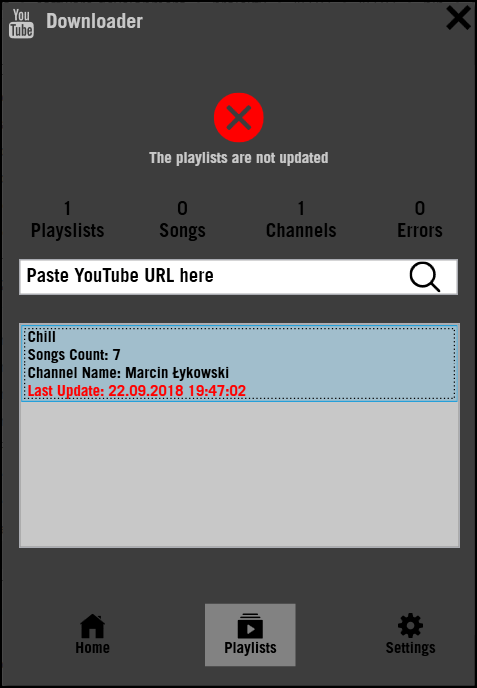 You
Tube
Downloader
The playlists are not updated
1
0
1
0
Playslists
Songs
Channels
Errors
Paste YouTube URL here
Chill
Songs Count: 7
Channel Name: Marcin Łykowski
Last Update: 22.09.2018 19:47:02
Home
Playlists
Settings